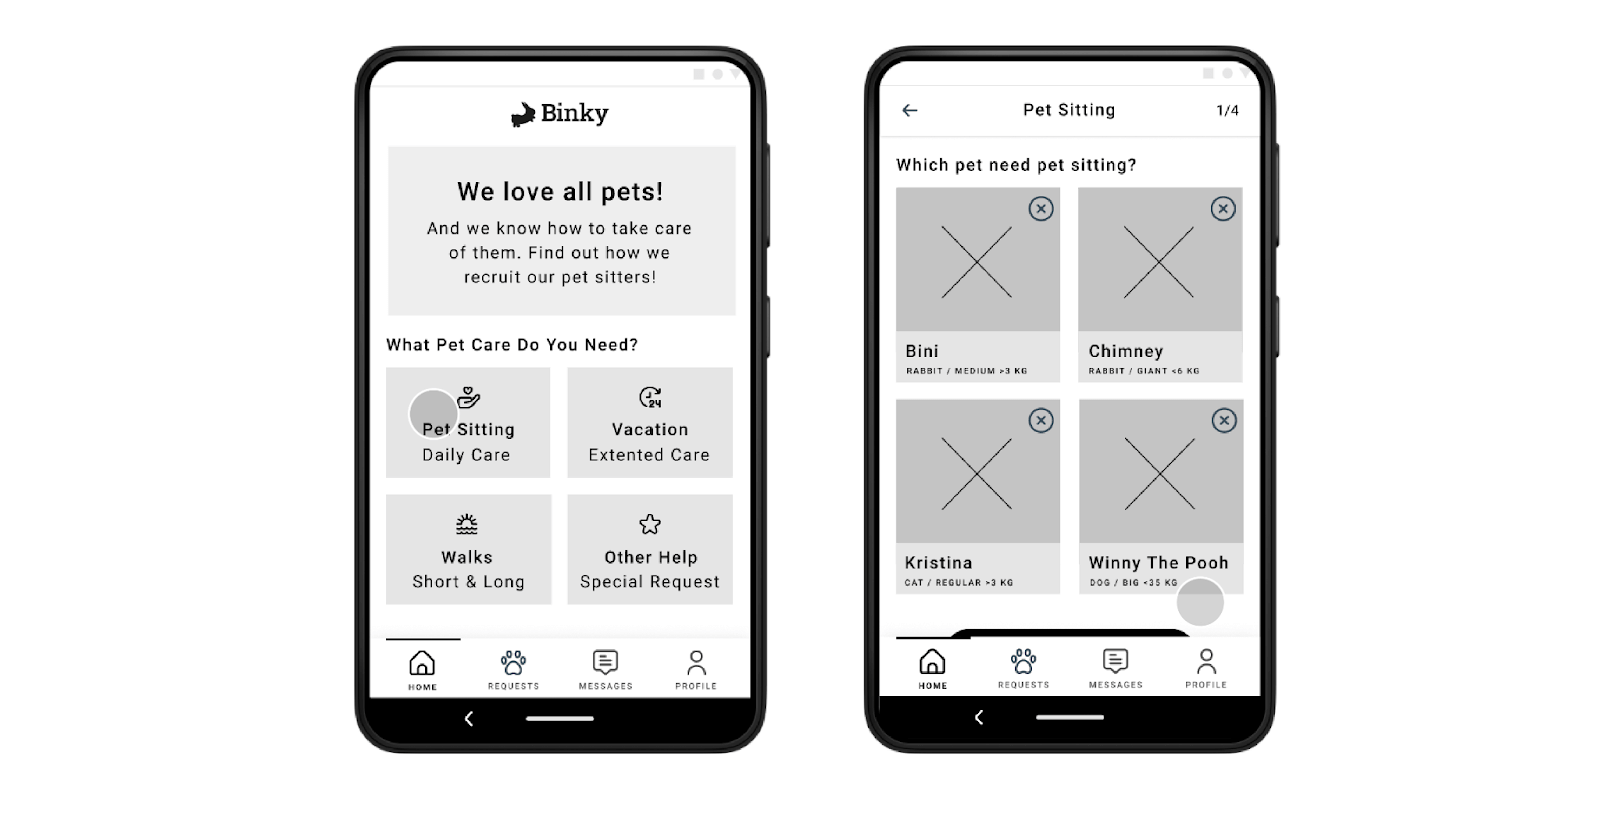 Binky
We love all pets!
And we know how to take care
of them. Find out how we
recruit our pet sitters!
What Pet Care Do You Need?
Pet Sitting
Daily Care
24
Vacation
Extented Care
Walks
Short & Long
Other Help
Special Request
HOME
REQUESTS
MESSAGES
PROFILE
Pet Sitting
1/4
Which pet need pet sitting?
Bini
RABBIT / MEDIUM >3 KG
Chimney
RABBIT / GIANT <6 KG
Kristina
CAT / REGULAR >3 KG
Winny The Pooh
DOG / BIG <35 KG
HOME
REQUESTS
MESSAGES
PROFILE